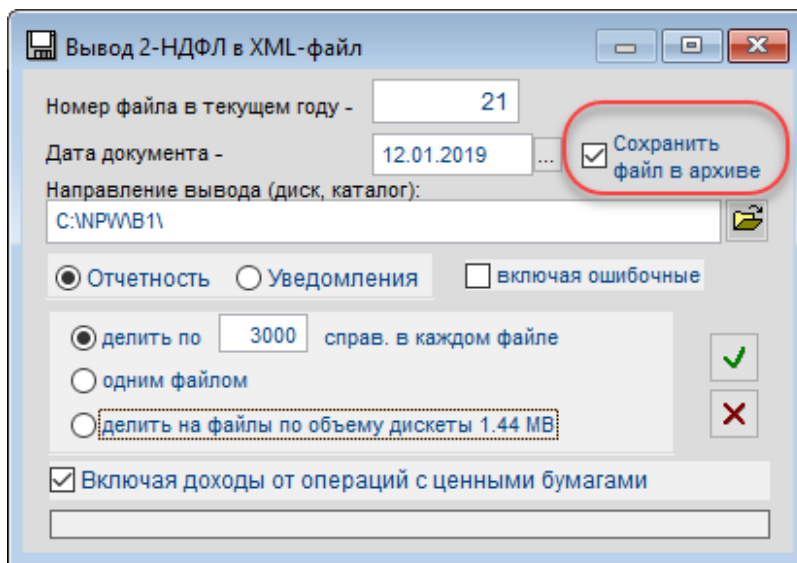 Вывод 2-НДФЛ в XML-файл
Номер файла в текущем году - 21
Дата документа - 12.01.2019 ... Сохранить
файл в архиве
Направление вывода (диск, каталог):
C:\NPW\B1\
Отчетность Уведомления включая ошибочные
делить по 3000 справ. в каждом файле
одним файлом
делить на файлы по объему дискеты 1.44 MB
Включая доходы от операций с ценными бумагами